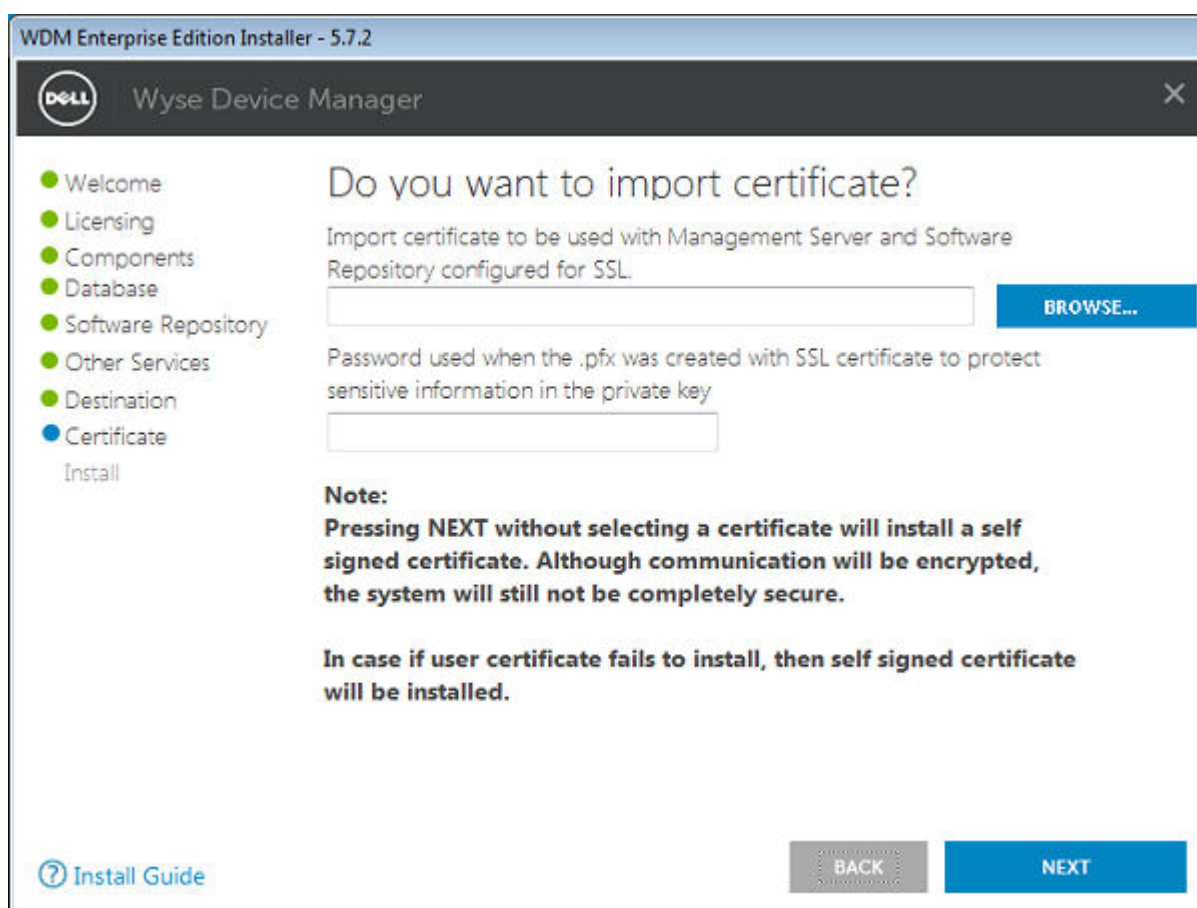 WDM Enterprise Edition Installer - 5.7.2
DELL
Wyse Device Manager
Welcome
Licensing
Components
Database
Software Repository
Other Services
Destination
Certificate
Install
Do you want to import certificate?
Import certificate to be used with Management Server and Software
Repository configured for SSL.
BROWSE...
Password used when the .pfx was created with SSL certificate to protect
sensitive information in the private key
Note:
Pressing NEXT without selecting a certificate will install a self
signed certificate. Although communication will be encrypted,
the system will still not be completely secure.
In case if user certificate fails to install, then self signed certificate
will be installed.
? Install Guide
BACK
NEXT